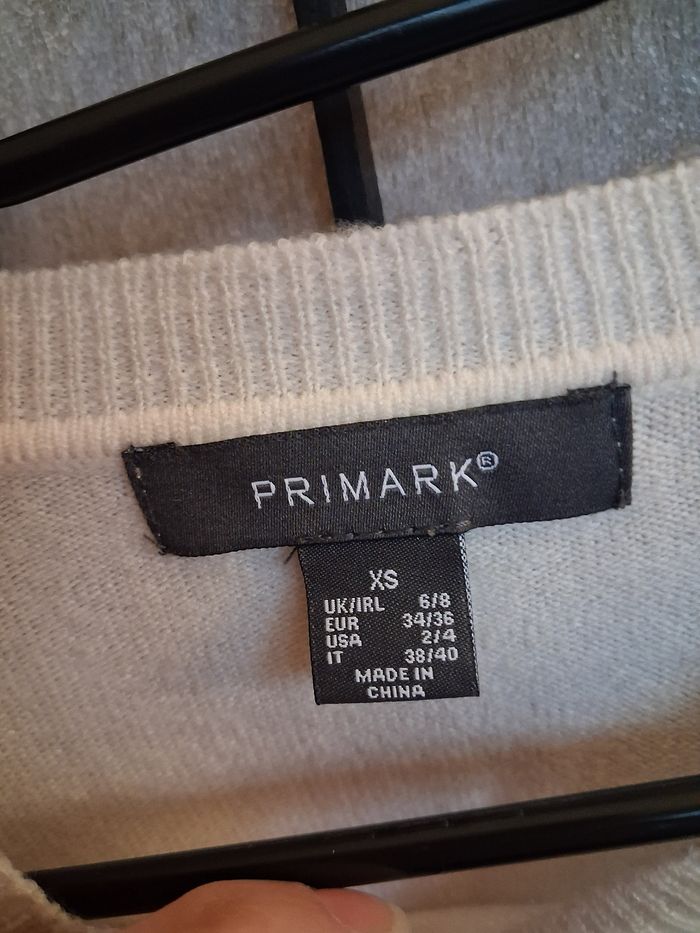 PRIMARK®
XS
UK/IRL 6/8
EUR 34/36
USA 2/4
IT 38/40
MADE IN
CHINA